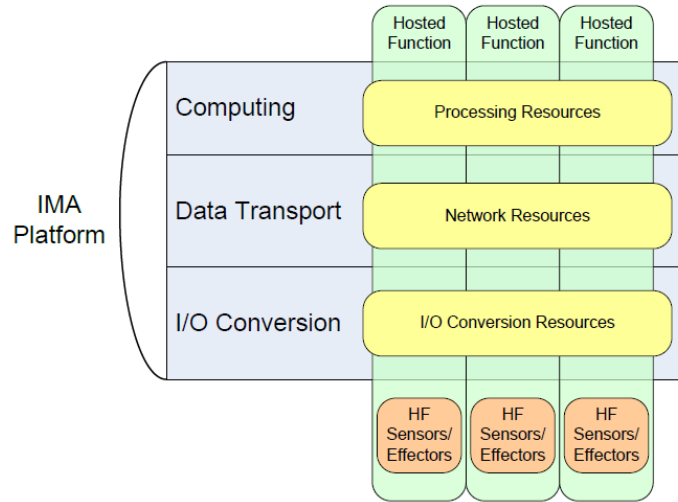 Hosted
Function
Hosted
Function
Hosted
Function
IMA
Platform
Computing
Processing Resources
Data Transport
Network Resources
I/O Conversion
I/O Conversion Resources
HF
Sensors/
Effectors
HF
Sensors/
Effectors
HF
Sensors/
Effectors